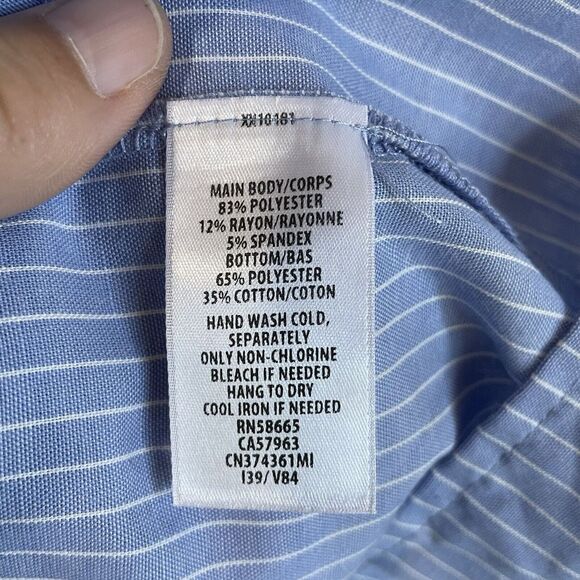 XX10481
MAIN BODY/CORPS
83% POLYESTER
12% RAYON/RAYONNE
5% SPANDEX
BOTTOM/BAS
65% POLYESTER
35% COTTON/COTON
HAND WASH COLD,
SEPARATELY
ONLY NON-CHLORINE
BLEACH IF NEEDED
HANG TO DRY
COOL IRON IF NEEDED
RN58665
CA57963
CN374361MI
I39/ V84